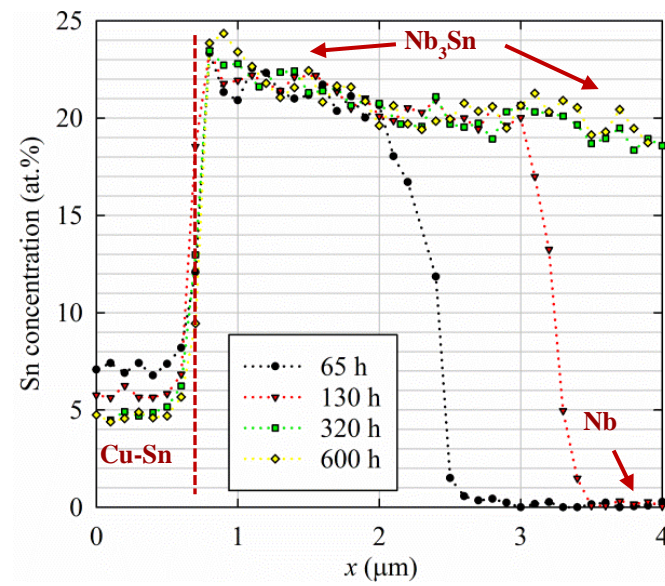 25
20
15
10
5
0
Sn concentration (at.%)
Nb₃Sn
65 h
130 h
320 h
600 h
Cu-Sn
Nb
0
1
2
3
4
x (μm)